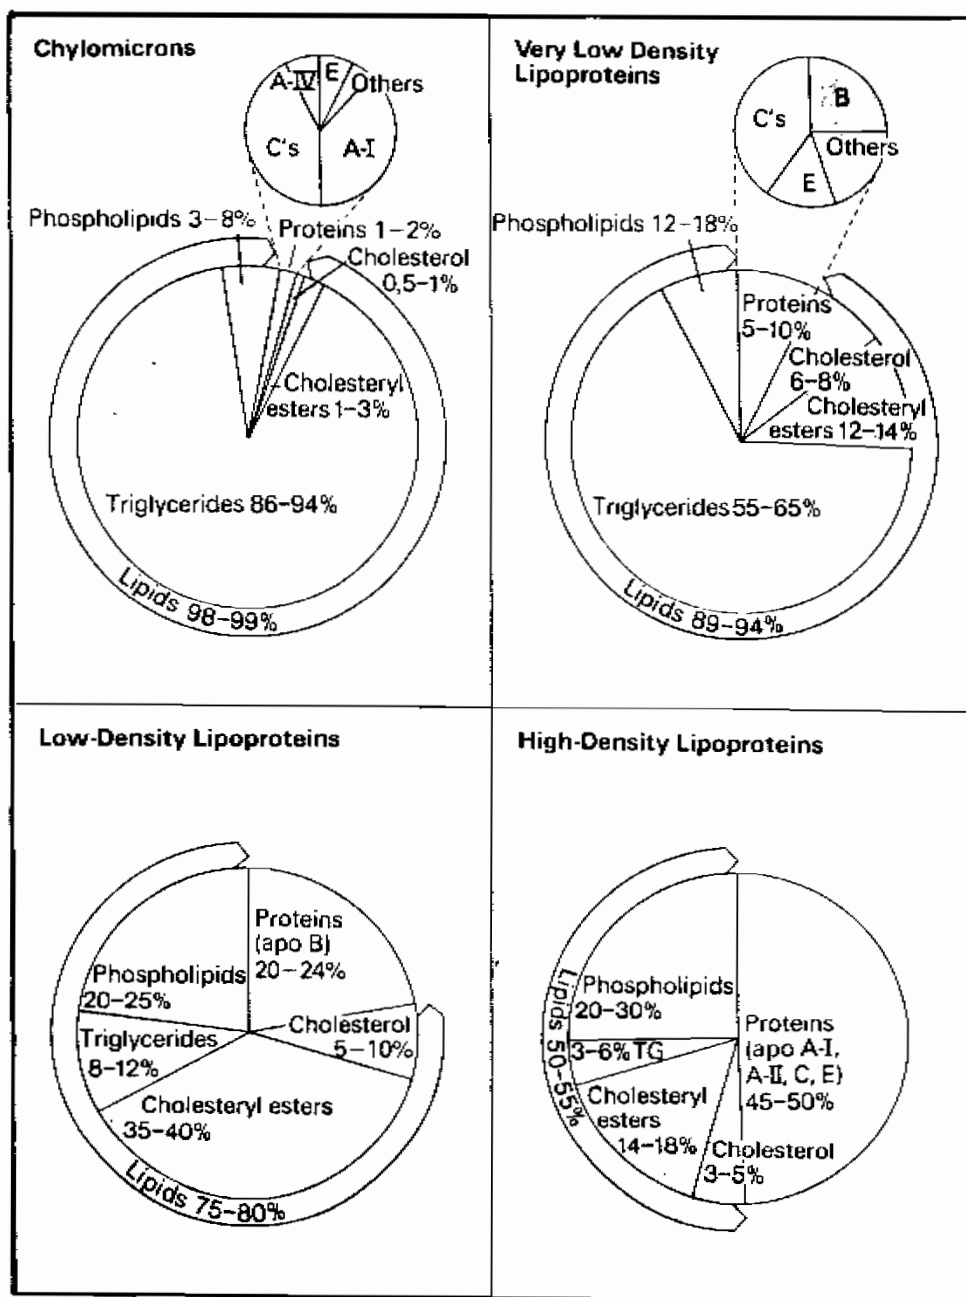 Chylomicrons
A-IV
E
Others
C's
A-I
Phospholipids 3–8%
Proteins 1–2%
Cholesterol
0,5–1%
Cholesteryl
esters 1–3%
Triglycerides 86–94%
Lipids 98–99%
Very Low Density
Lipoproteins
C's
B
Others
E
Phospholipids 12–18%
Proteins
5–10%
Cholesterol
6–8%
Cholesteryl
esters 12–14%
Triglycerides 55–65%
Lipids 89–94%
Low-Density Lipoproteins
Proteins
(apo B)
20–24%
Phospholipids
20–25%
Cholesterol
5–10%
Triglycerides
8–12%
Cholesteryl esters
35–40%
Lipids 75–80%
High-Density Lipoproteins
Phospholipids
20–30%
Lipids 50–55%
3–6% TG
Proteins
(apo A-I,
A-II, C, E)
45–50%
Cholesteryl
esters
14–18%
Cholesterol
3–5%